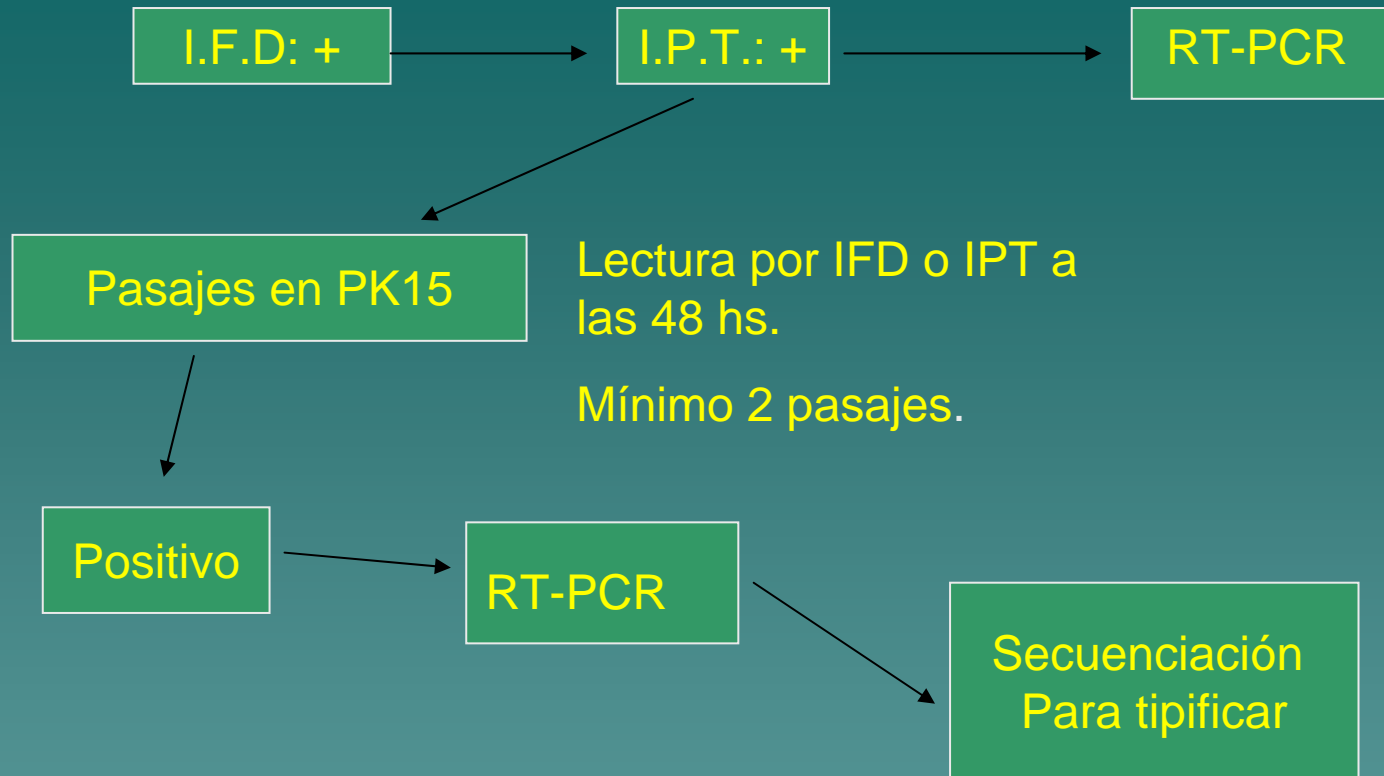 I.F.D: +
I.P.T.: +
RT-PCR
Pasajes en PK15
Lectura por IFD o IPT a
las 48 hs.
Mínimo 2 pasajes.
Positivo
RT-PCR
Secuenciación
Para tipificar